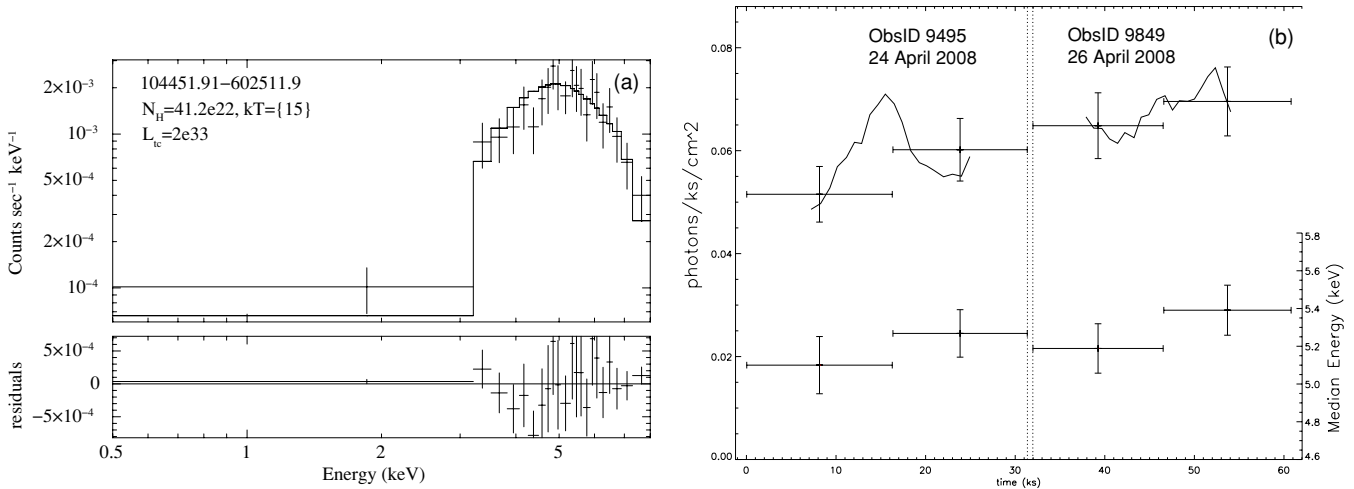 (a)
104451.91−602511.9
N_H=41.2e22, kT={15}
L_tc=2e33
2×10⁻³
10⁻³
5×10⁻⁴
2×10⁻⁴
10⁻⁴
Counts sec⁻¹ keV⁻¹
5×10⁻⁴
0
−5×10⁻⁴
residuals
0.5
1
2
5
Energy (keV)
(b)
ObsID 9495
24 April 2008
ObsID 9849
26 April 2008
0.08
0.06
0.04
0.02
0.00
photons/ks/cm^2
5.8
5.6
5.4
5.2
5.0
4.8
4.6
Median Energy (keV)
0
10
20
30
40
50
60
time (ks)